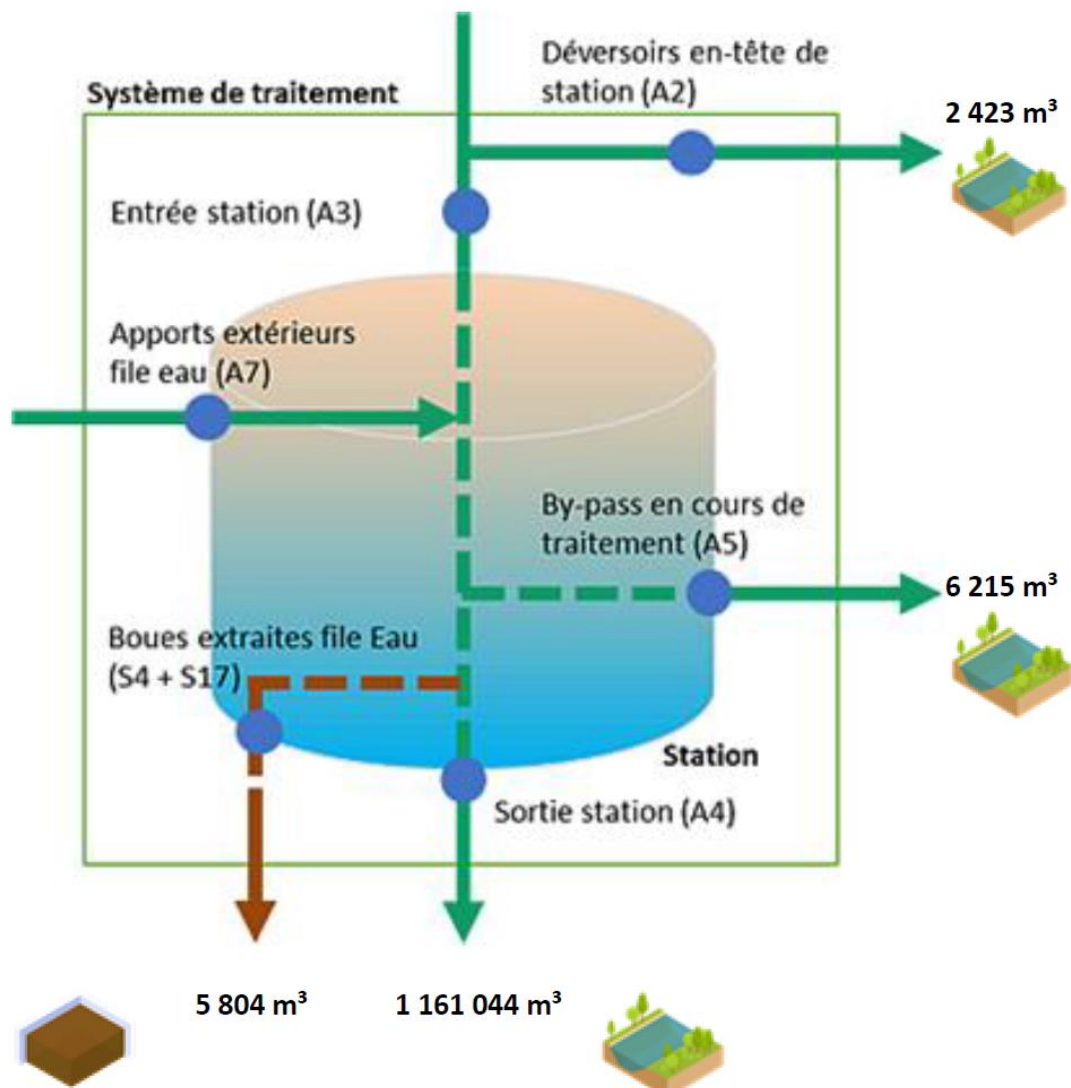 Déversoirs en-tête de
station (A2)
Système de traitement
2 423 m³
Entrée station (A3)
Apports extérieurs
file eau (A7)
By-pass en cours de
traitement (A5)
6 215 m³
Boues extraites file Eau
(S4 + S17)
Station
Sortie station (A4)
5 804 m³
1 161 044 m³